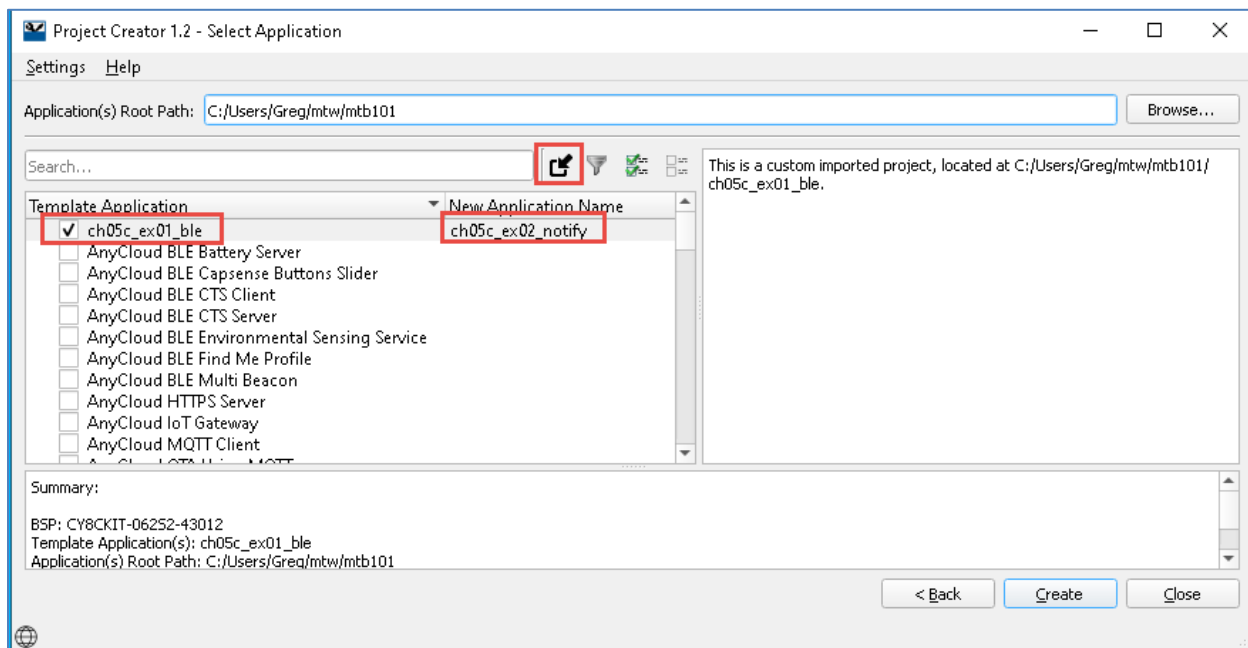 Project Creator 1.2 - Select Application
Settings Help
Application(s) Root Path: C:/Users/Greg/mtw/mtb101 Browse...
Search...
This is a custom imported project, located at C:/Users/Greg/mtw/mtb101/
ch05c_ex01_ble.
Template Application New Application Name
ch05c_ex01_ble ch05c_ex02_notify
AnyCloud BLE Battery Server
AnyCloud BLE Capsense Buttons Slider
AnyCloud BLE CTS Client
AnyCloud BLE CTS Server
AnyCloud BLE Environmental Sensing Service
AnyCloud BLE Find Me Profile
AnyCloud BLE Multi Beacon
AnyCloud HTTPS Server
AnyCloud IoT Gateway
AnyCloud MQTT Client
Summary:
BSP: CY8CKIT-062S2-43012
Template Application(s): ch05c_ex01_ble
Application(s) Root Path: C:/Users/Greg/mtw/mtb101
< Back Create Close